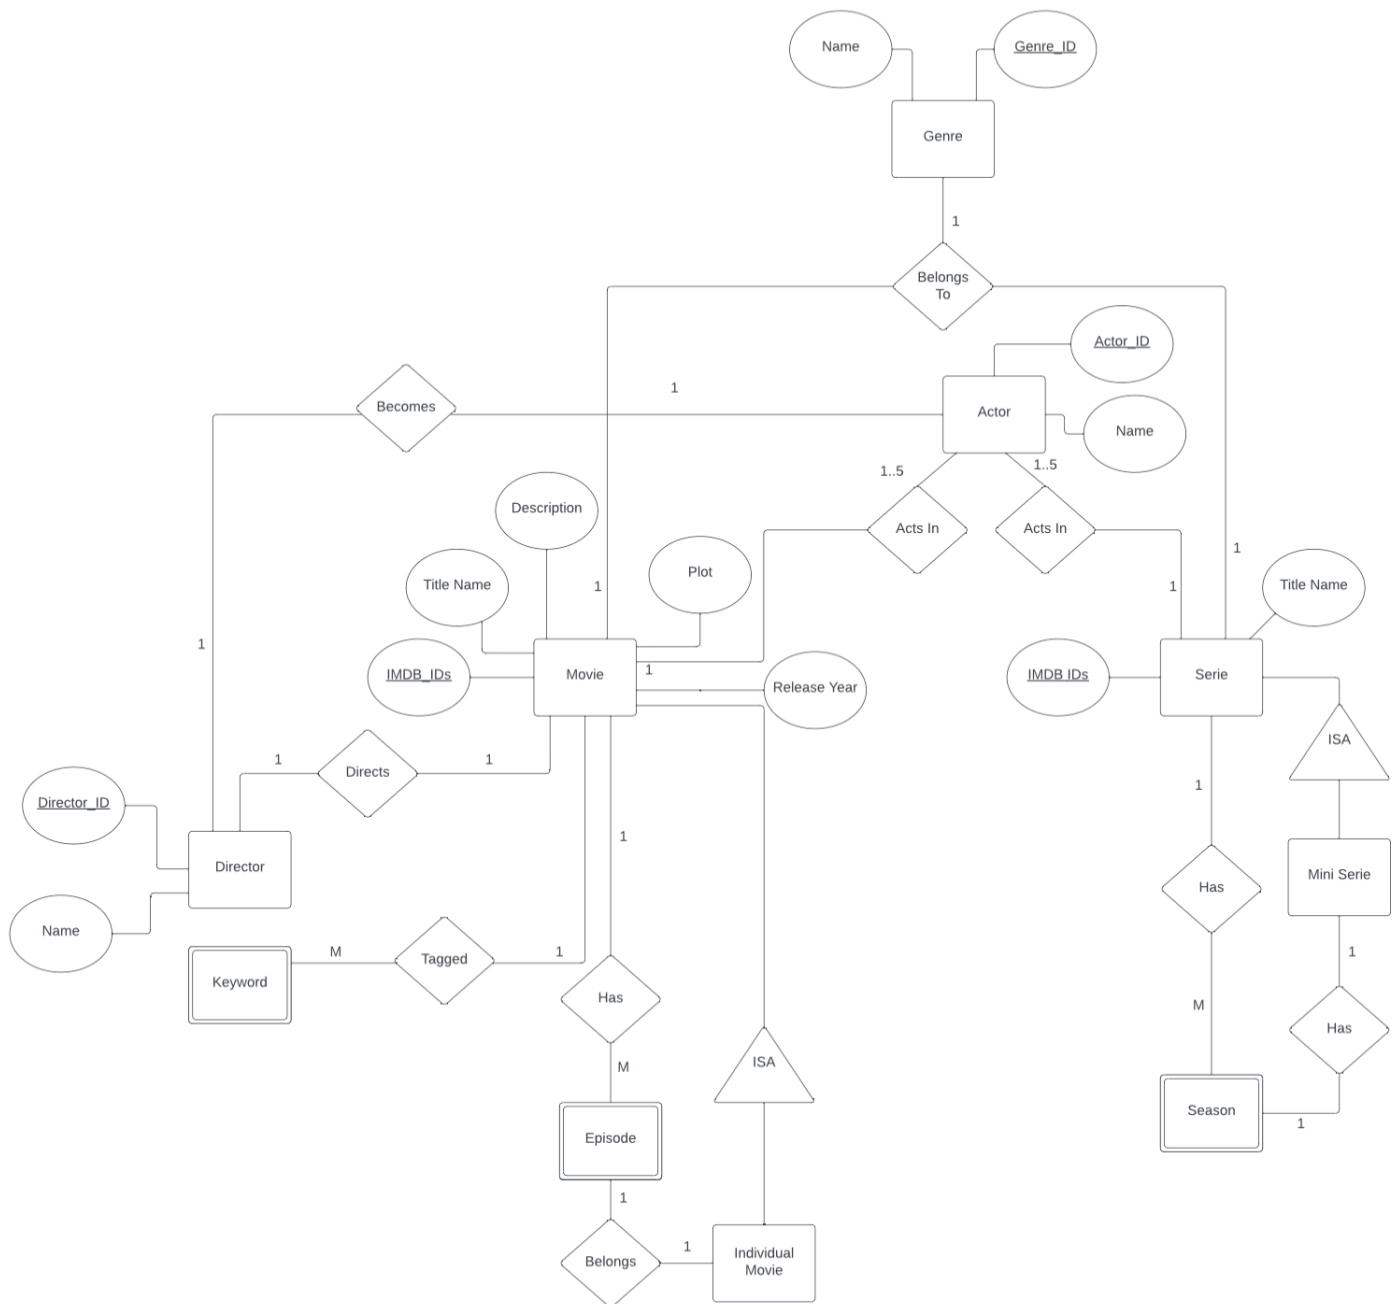 Name
Genre_ID
Genre
1
Belongs
To
Actor_ID
Becomes
1
Actor
Name
1..5
1..5
Description
Acts In
Acts In
1
Plot
Title Name
1
1
Title Name
1
IMDB_IDs
Movie
1
Release Year
IMDB IDs
Serie
ISA
1
Directs
1
1
Director_ID
1
Director
Mini Serie
Has
Name
M
Tagged
1
1
Keyword
Has
M
Has
ISA
M
Season
1
Episode
1
Belongs
1
Individual
Movie